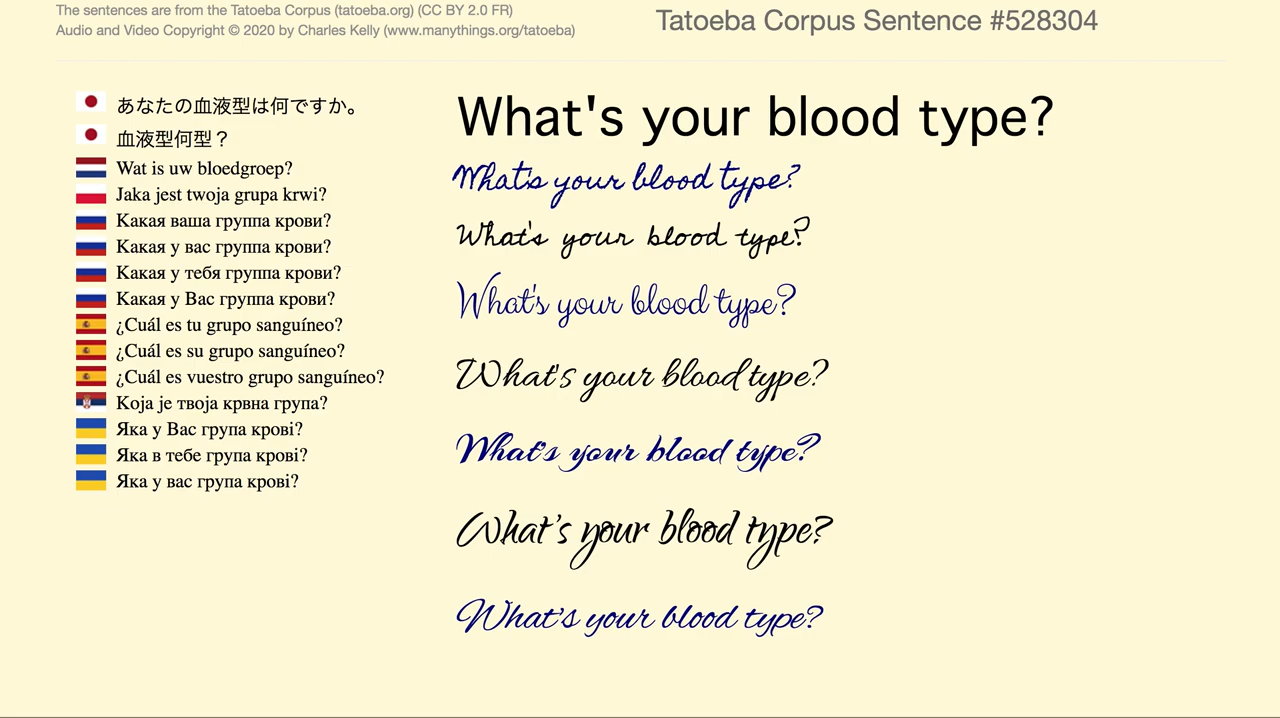 The sentences are from the Tatoeba Corpus (tatoeba.org) (CC BY 2.0 FR)
Audio and Video Copyright © 2020 by Charles Kelly (www.manythings.org/tatoeba)
Tatoeba Corpus Sentence #528304
あなたの血液型は何ですか。
血液型何型？
Wat is uw bloedgroep?
Jaka jest twoja grupa krwi?
Какая ваша группа крови?
Какая у вас группа крови?
Какая у тебя группа крови?
Какая у Вас группа крови?
¿Cuál es tu grupo sanguíneo?
¿Cuál es su grupo sanguíneo?
¿Cuál es vuestro grupo sanguíneo?
Која је твоја крвна група?
Яка у Вас група крові?
Яка в тебе група крові?
Яка у вас група крові?
What's your blood type?
What's your blood type?
What's your blood type?
What's your blood type?
What's your blood type?
What's your blood type?
What's your blood type?
What's your blood type?